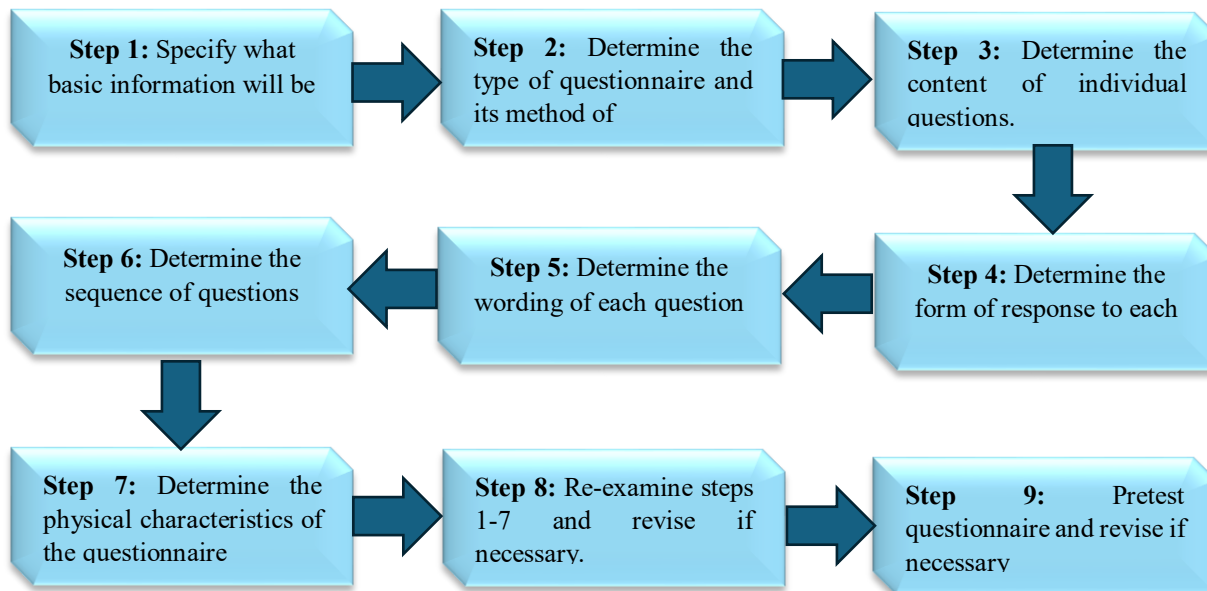 Step 1: Specify what
basic information will be
Step 2: Determine the
type of questionnaire and
its method of
Step 3: Determine the
content of individual
questions.
Step 4: Determine the
form of response to each
Step 5: Determine the
wording of each question
Step 6: Determine the
sequence of questions
Step 7: Determine the
physical characteristics of
the questionnaire
Step 8: Re-examine steps
1-7 and revise if
necessary.
Step 9: Pretest
questionnaire and revise if
necessary